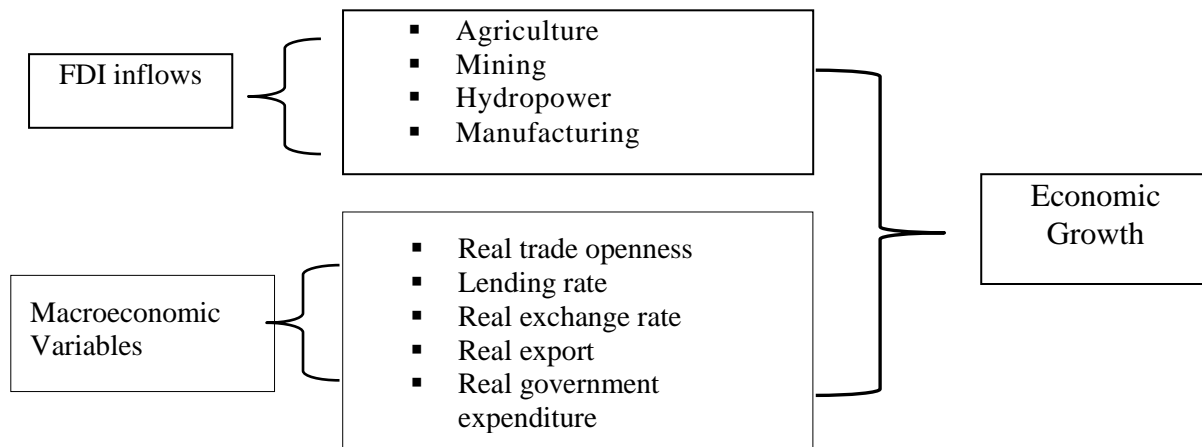 FDI inflows
▪ Agriculture
▪ Mining
▪ Hydropower
▪ Manufacturing
Macroeconomic
Variables
▪ Real trade openness
▪ Lending rate
▪ Real exchange rate
▪ Real export
▪ Real government
expenditure
Economic
Growth